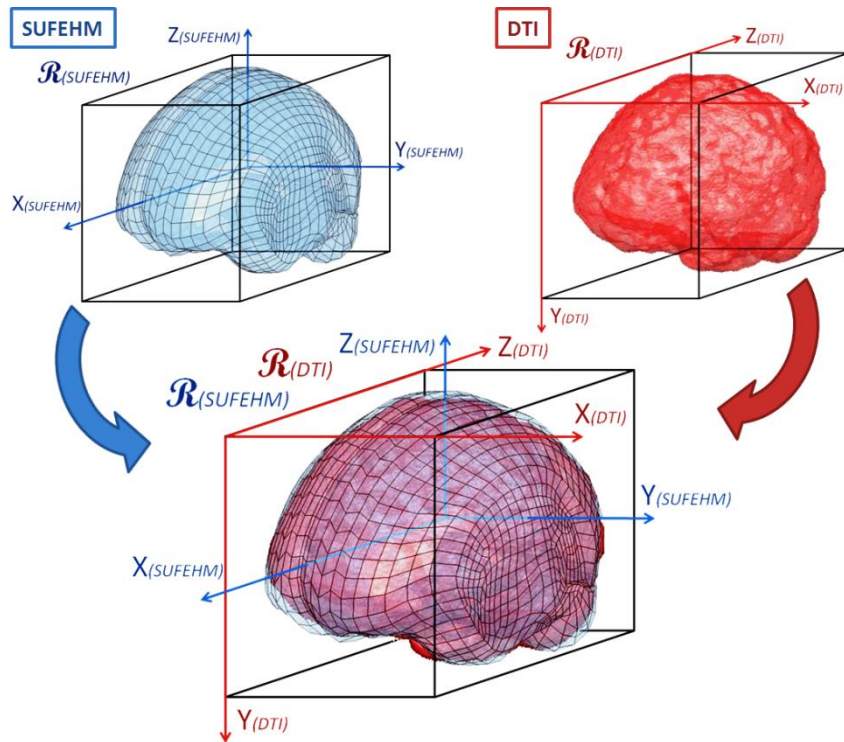 SUFEHM
Z(SUFEHM)
ℛ(SUFEHM)
Y(SUFEHM)
X(SUFEHM)
DTI
Z(DTI)
ℛ(DTI)
X(DTI)
Y(DTI)
Z(SUFEHM)
Z(DTI)
ℛ(DTI)
ℛ(SUFEHM)
X(DTI)
Y(SUFEHM)
X(SUFEHM)
Y(DTI)